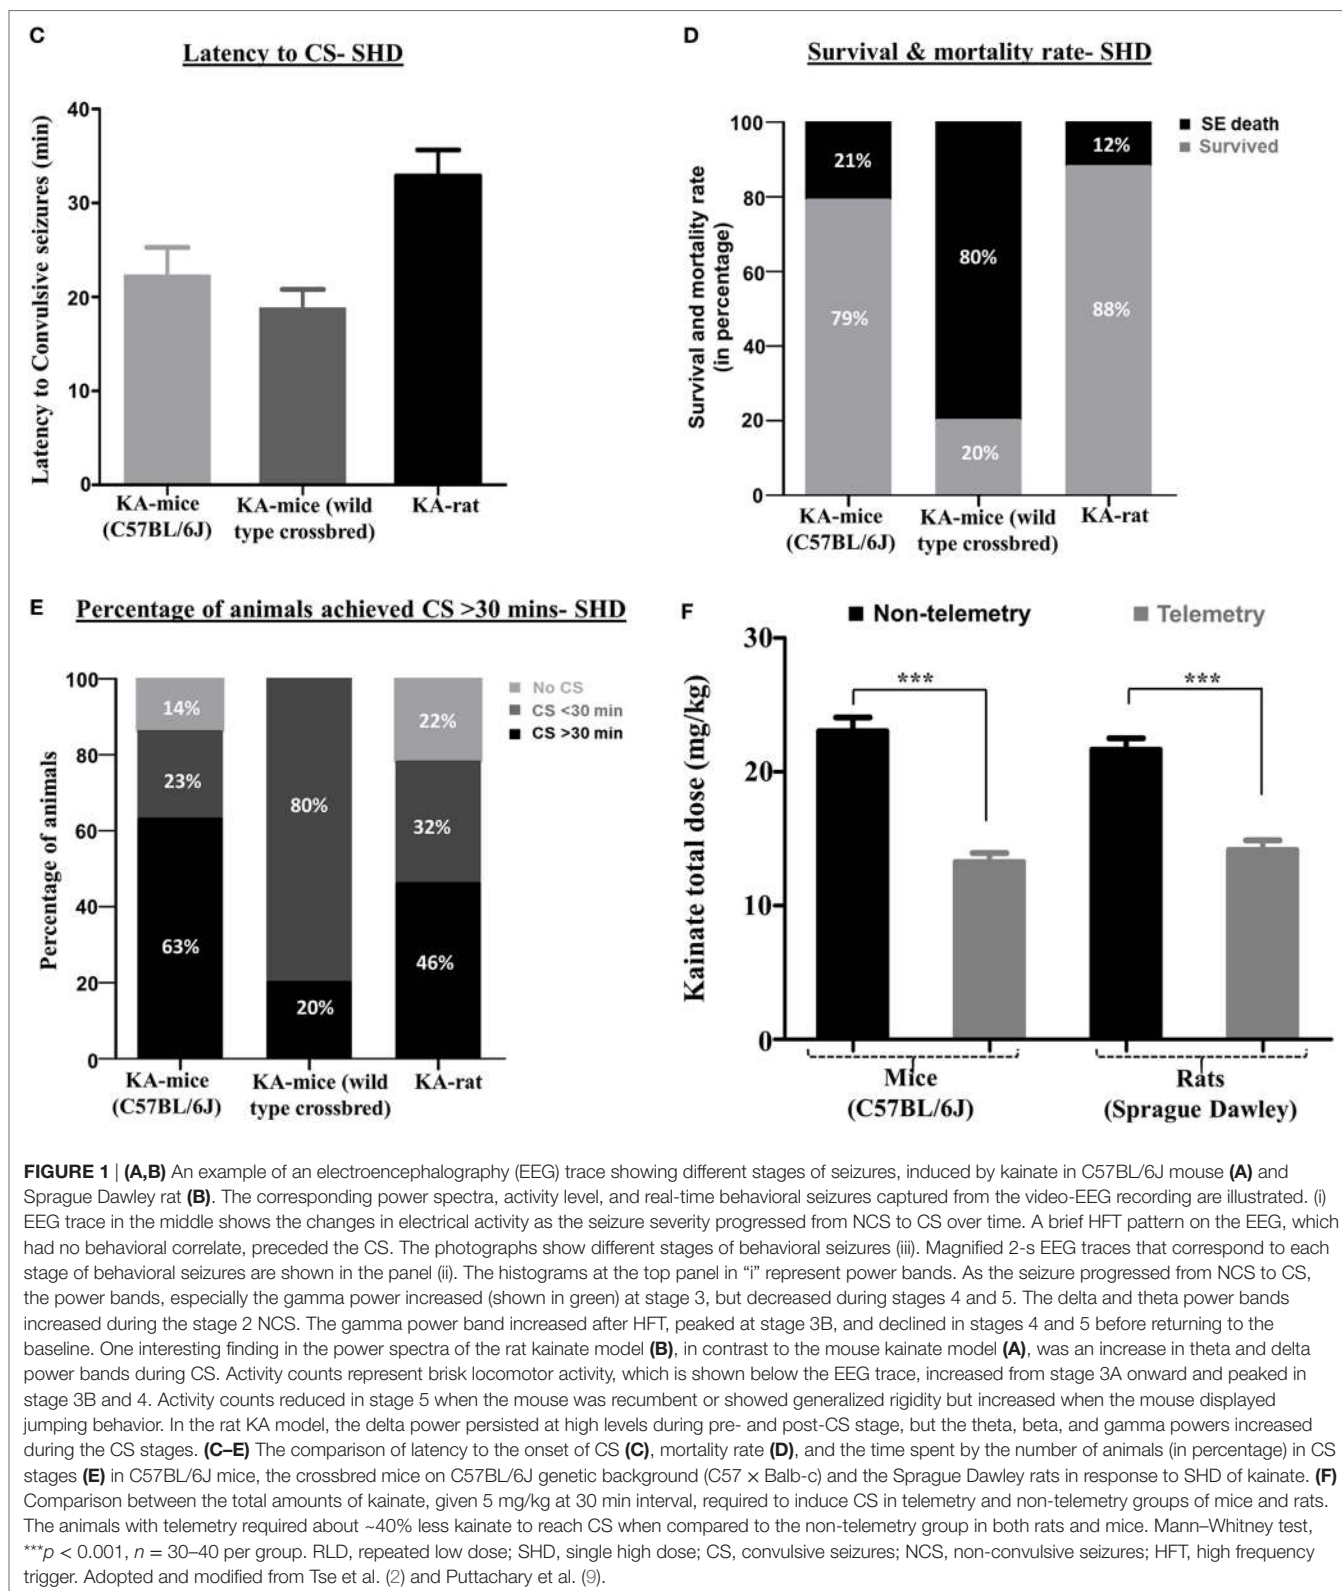 C
Latency to CS- SHD
Latency to Convulsive seizures (min)
40
30
20
10
0
KA-mice
(C57BL/6J)
KA-mice (wild
type crossbred)
KA-rat
D
Survival & mortality rate- SHD
SE death
Survived
Survival and mortality rate
(in percentage)
100
80
60
40
20
0
21%
79%
80%
20%
12%
88%
KA-mice
(C57BL/6J)
KA-mice (wild
type crossbred)
KA-rat
E
Percentage of animals achieved CS >30 mins- SHD
No CS
CS <30 min
CS >30 min
Percentage of animals
100
80
60
40
20
0
14%
23%
63%
80%
20%
22%
32%
46%
KA-mice
(C57BL/6J)
KA-mice (wild
type crossbred)
KA-rat
F
Non-telemetry
Telemetry
Kainate total dose (mg/kg)
30
20
10
0
***
***
Mice
(C57BL/6J)
Rats
(Sprague Dawley)
FIGURE 1 | (A,B) An example of an electroencephalography (EEG) trace showing different stages of seizures, induced by kainate in C57BL/6J mouse (A) and
Sprague Dawley rat (B). The corresponding power spectra, activity level, and real-time behavioral seizures captured from the video-EEG recording are illustrated. (i)
EEG trace in the middle shows the changes in electrical activity as the seizure severity progressed from NCS to CS over time. A brief HFT pattern on the EEG, which
had no behavioral correlate, preceded the CS. The photographs show different stages of behavioral seizures (iii). Magnified 2-s EEG traces that correspond to each
stage of behavioral seizures are shown in the panel (ii). The histograms at the top panel in “i” represent power bands. As the seizure progressed from NCS to CS,
the power bands, especially the gamma power increased (shown in green) at stage 3, but decreased during stages 4 and 5. The delta and theta power bands
increased during the stage 2 NCS. The gamma power band increased after HFT, peaked at stage 3B, and declined in stages 4 and 5 before returning to the
baseline. One interesting finding in the power spectra of the rat kainate model (B), in contrast to the mouse kainate model (A), was an increase in theta and delta
power bands during CS. Activity counts represent brisk locomotor activity, which is shown below the EEG trace, increased from stage 3A onward and peaked in
stage 3B and 4. Activity counts reduced in stage 5 when the mouse was recumbent or showed generalized rigidity but increased when the mouse displayed
jumping behavior. In the rat KA model, the delta power persisted at high levels during pre- and post-CS stage, but the theta, beta, and gamma powers increased
during the CS stages. (C–E) The comparison of latency to the onset of CS (C), mortality rate (D), and the time spent by the number of animals (in percentage) in CS
stages (E) in C57BL/6J mice, the crossbred mice on C57BL/6J genetic background (C57 × Balb-c) and the Sprague Dawley rats in response to SHD of kainate. (F)
Comparison between the total amounts of kainate, given 5 mg/kg at 30 min interval, required to induce CS in telemetry and non-telemetry groups of mice and rats.
The animals with telemetry required about ~40% less kainate to reach CS when compared to the non-telemetry group in both rats and mice. Mann–Whitney test,
***p < 0.001, n = 30–40 per group. RLD, repeated low dose; SHD, single high dose; CS, convulsive seizures; NCS, non-convulsive seizures; HFT, high frequency
trigger. Adopted and modified from Tse et al. (2) and Puttachary et al. (9).